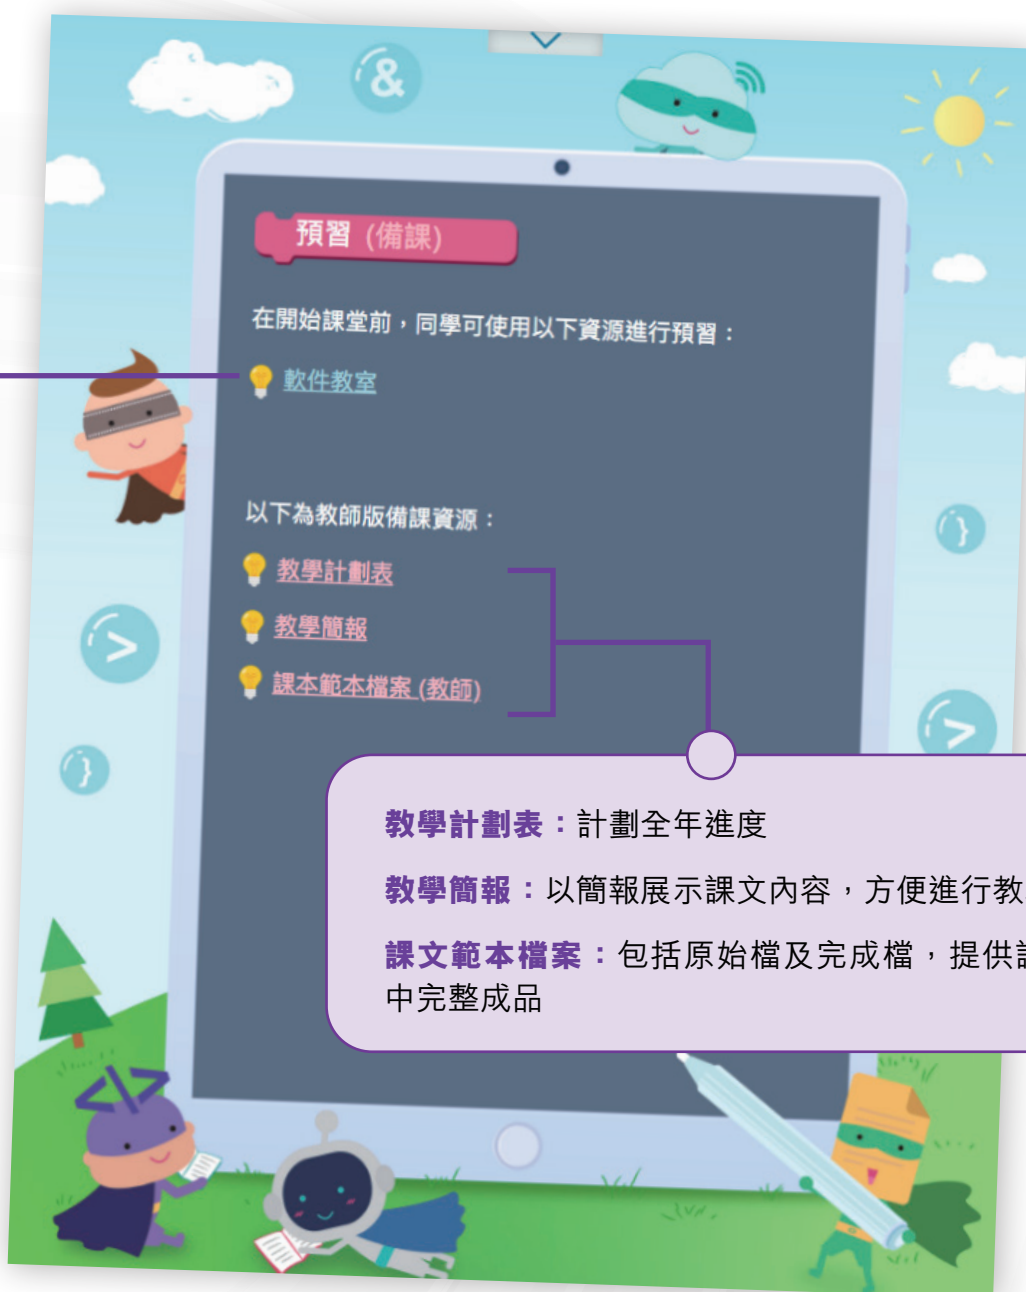 &
預習 (備課)
在開始課堂前，同學可使用以下資源進行預習：
軟件教室
以下為教師版備課資源：
教學計劃表
教學簡報
課本範本檔案 (教師)
}
>
>
}
教學計劃表：計劃全年進度
教學簡報：以簡報展示課文內容，方便進行教
課文範本檔案：包括原始檔及完成檔，提供
中完整成品